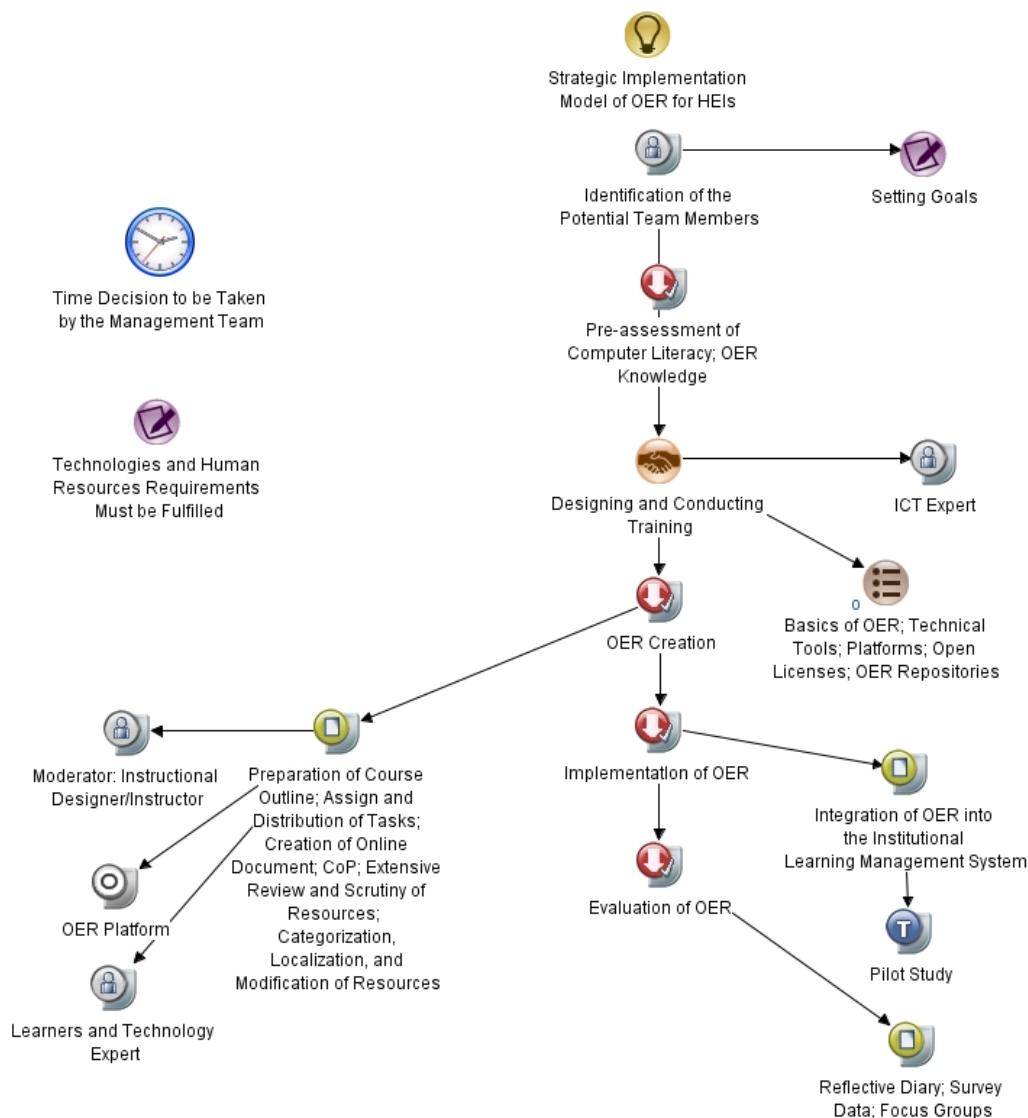 Strategic Implementation
Model of OER for HEIs
Identification of the
Potential Team Members
Setting Goals
Time Decision to be Taken
by the Management Team
Pre-assessment of
Computer Literacy; OER
Knowledge
Technologies and Human
Resources Requirements
Must be Fulfilled
Designing and Conducting
Training
ICT Expert
0
Basics of OER; Technical
Tools; Platforms; Open
Licenses; OER Repositories
OER Creation
Moderator: Instructional
Designer/Instructor
Preparation of Course
Outline; Assign and
Distribution of Tasks;
Creation of Online
Document; CoP; Extensive
Review and Scrutiny of
Resources;
Categorization,
Localization, and
Modification of Resources
Implementation of OER
Integration of OER into
the Institutional
Learning Management System
OER Platform
Evaluation of OER
T
Pilot Study
Learners and Technology
Expert
Reflective Diary; Survey
Data; Focus Groups